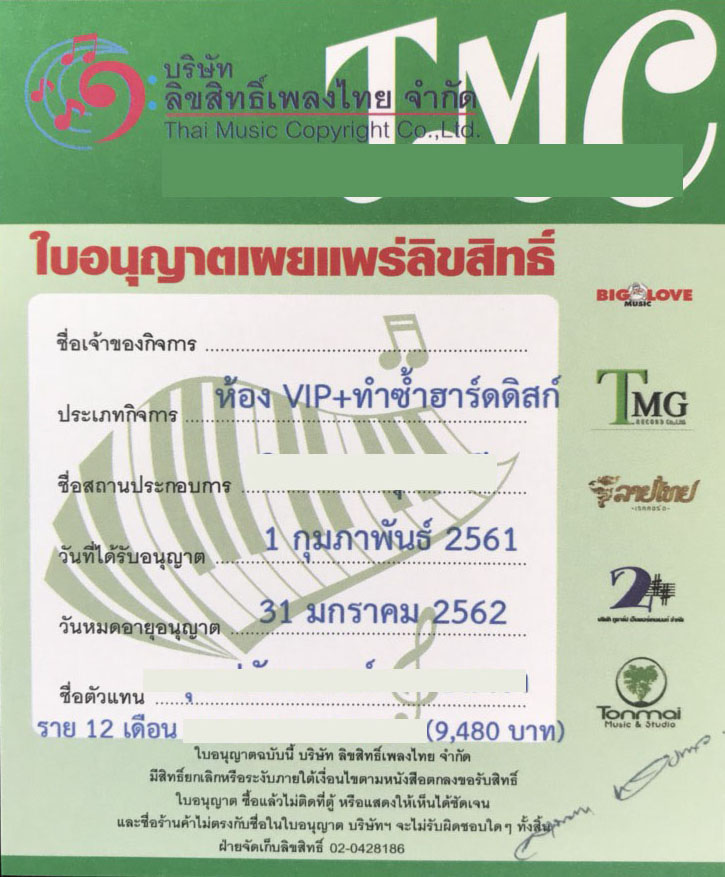 TMC
บริษัท
ลิขสิทธิ์เพลงไทย จำกัด
Thai Music Copyright Co.,Ltd.
ใบอนุญาตเผยแพร่ลิขสิทธิ์
BIG LOVE
MUSIC
ชื่อเจ้าของกิจการ
ประเภทกิจการ ห้อง VIP+ทำซ้ำฮาร์ดดิสก์
TMG
RECORD Co.,Ltd.
ชื่อสถานประกอบการ
ลายไทย
-เรคคอร์ด-
วันที่ได้รับอนุญาต 1 กุมภาพันธ์ 2561
วันหมดอายุอนุญาต 31 มกราคม 2562
2
ชื่อตัวแทน
Tonmai
Music & Studio
ราย 12 เดือน (9,480 บาท)
ใบอนุญาตฉบับนี้ บริษัท ลิขสิทธิ์เพลงไทย จำกัด
มีสิทธิยกเลิกหรือระงับภายใต้เงื่อนไขตามหนังสือตกลงขอรับสิทธิ์
ใบอนุญาต ซื้อแล้วไม่ติดที่ตู้ หรือแสดงให้เห็นได้ชัดเจน
และชื่อร้านค้าไม่ตรงกับชื่อในใบอนุญาต บริษัทฯ จะไม่รับผิดชอบใดๆ ทั้งสิ้น
ฝ่ายจัดเก็บลิขสิทธิ์ 02-0428186